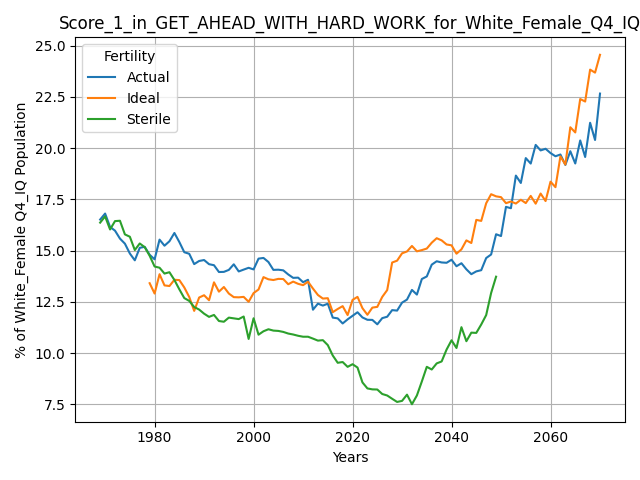 Score_1_in_GET_AHEAD_WITH_HARD_WORK_for_White_Female_Q4_IQ
Fertility
Actual
Ideal
Sterile
% of White_Female Q4_IQ Population
25.0
22.5
20.0
17.5
15.0
12.5
10.0
7.5
1980 2000 2020 2040 2060
Years